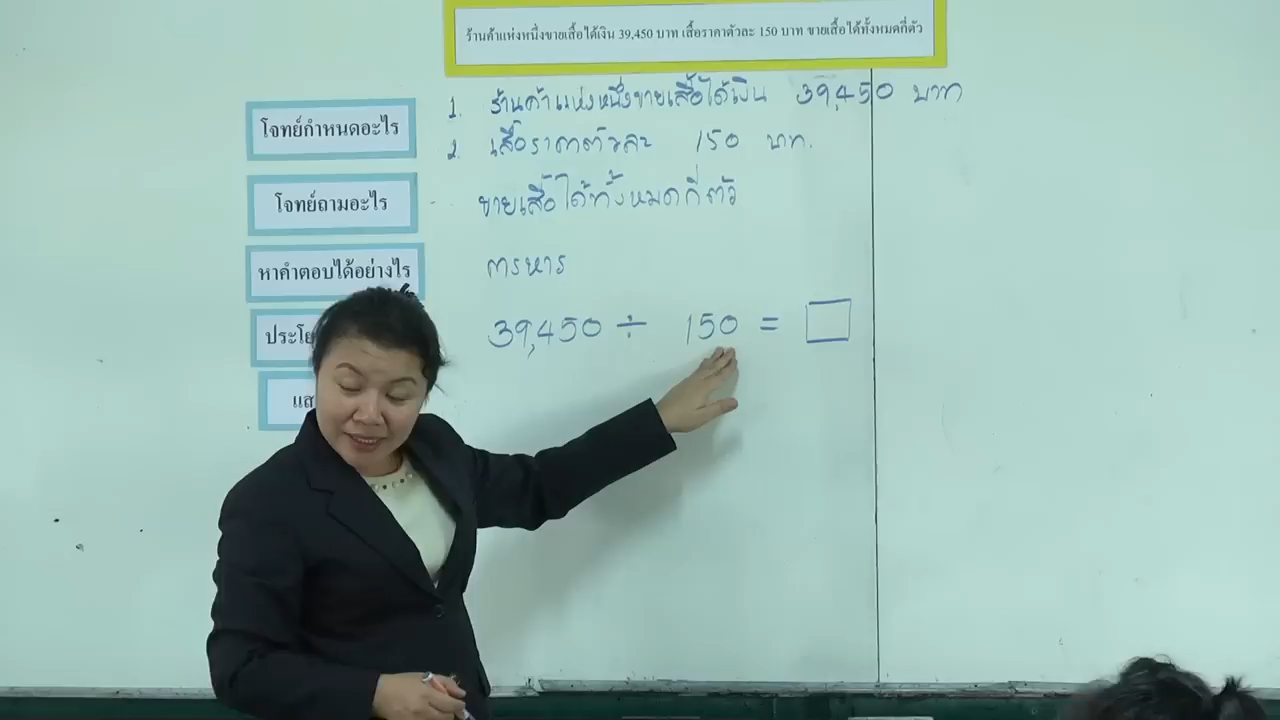 ร้านค้าแห่งหนึ่งขายเสื้อได้เงิน 39,450 บาท เสื้อราคาตัวละ 150 บาท ขายเสื้อได้ทั้งหมดกี่ตัว
โจทย์กำหนดอะไร
1. ร้านค้าแห่งหนึ่งขายเสื้อได้เงิน 39,450 บาท
2. เสื้อราคาตัวละ 150 บาท.
โจทย์ถามอะไร
ขายเสื้อได้ทั้งหมดกี่ตัว
หาคำตอบได้อย่างไร
การหาร
ประโย
39,450 ÷ 150 = □
แส